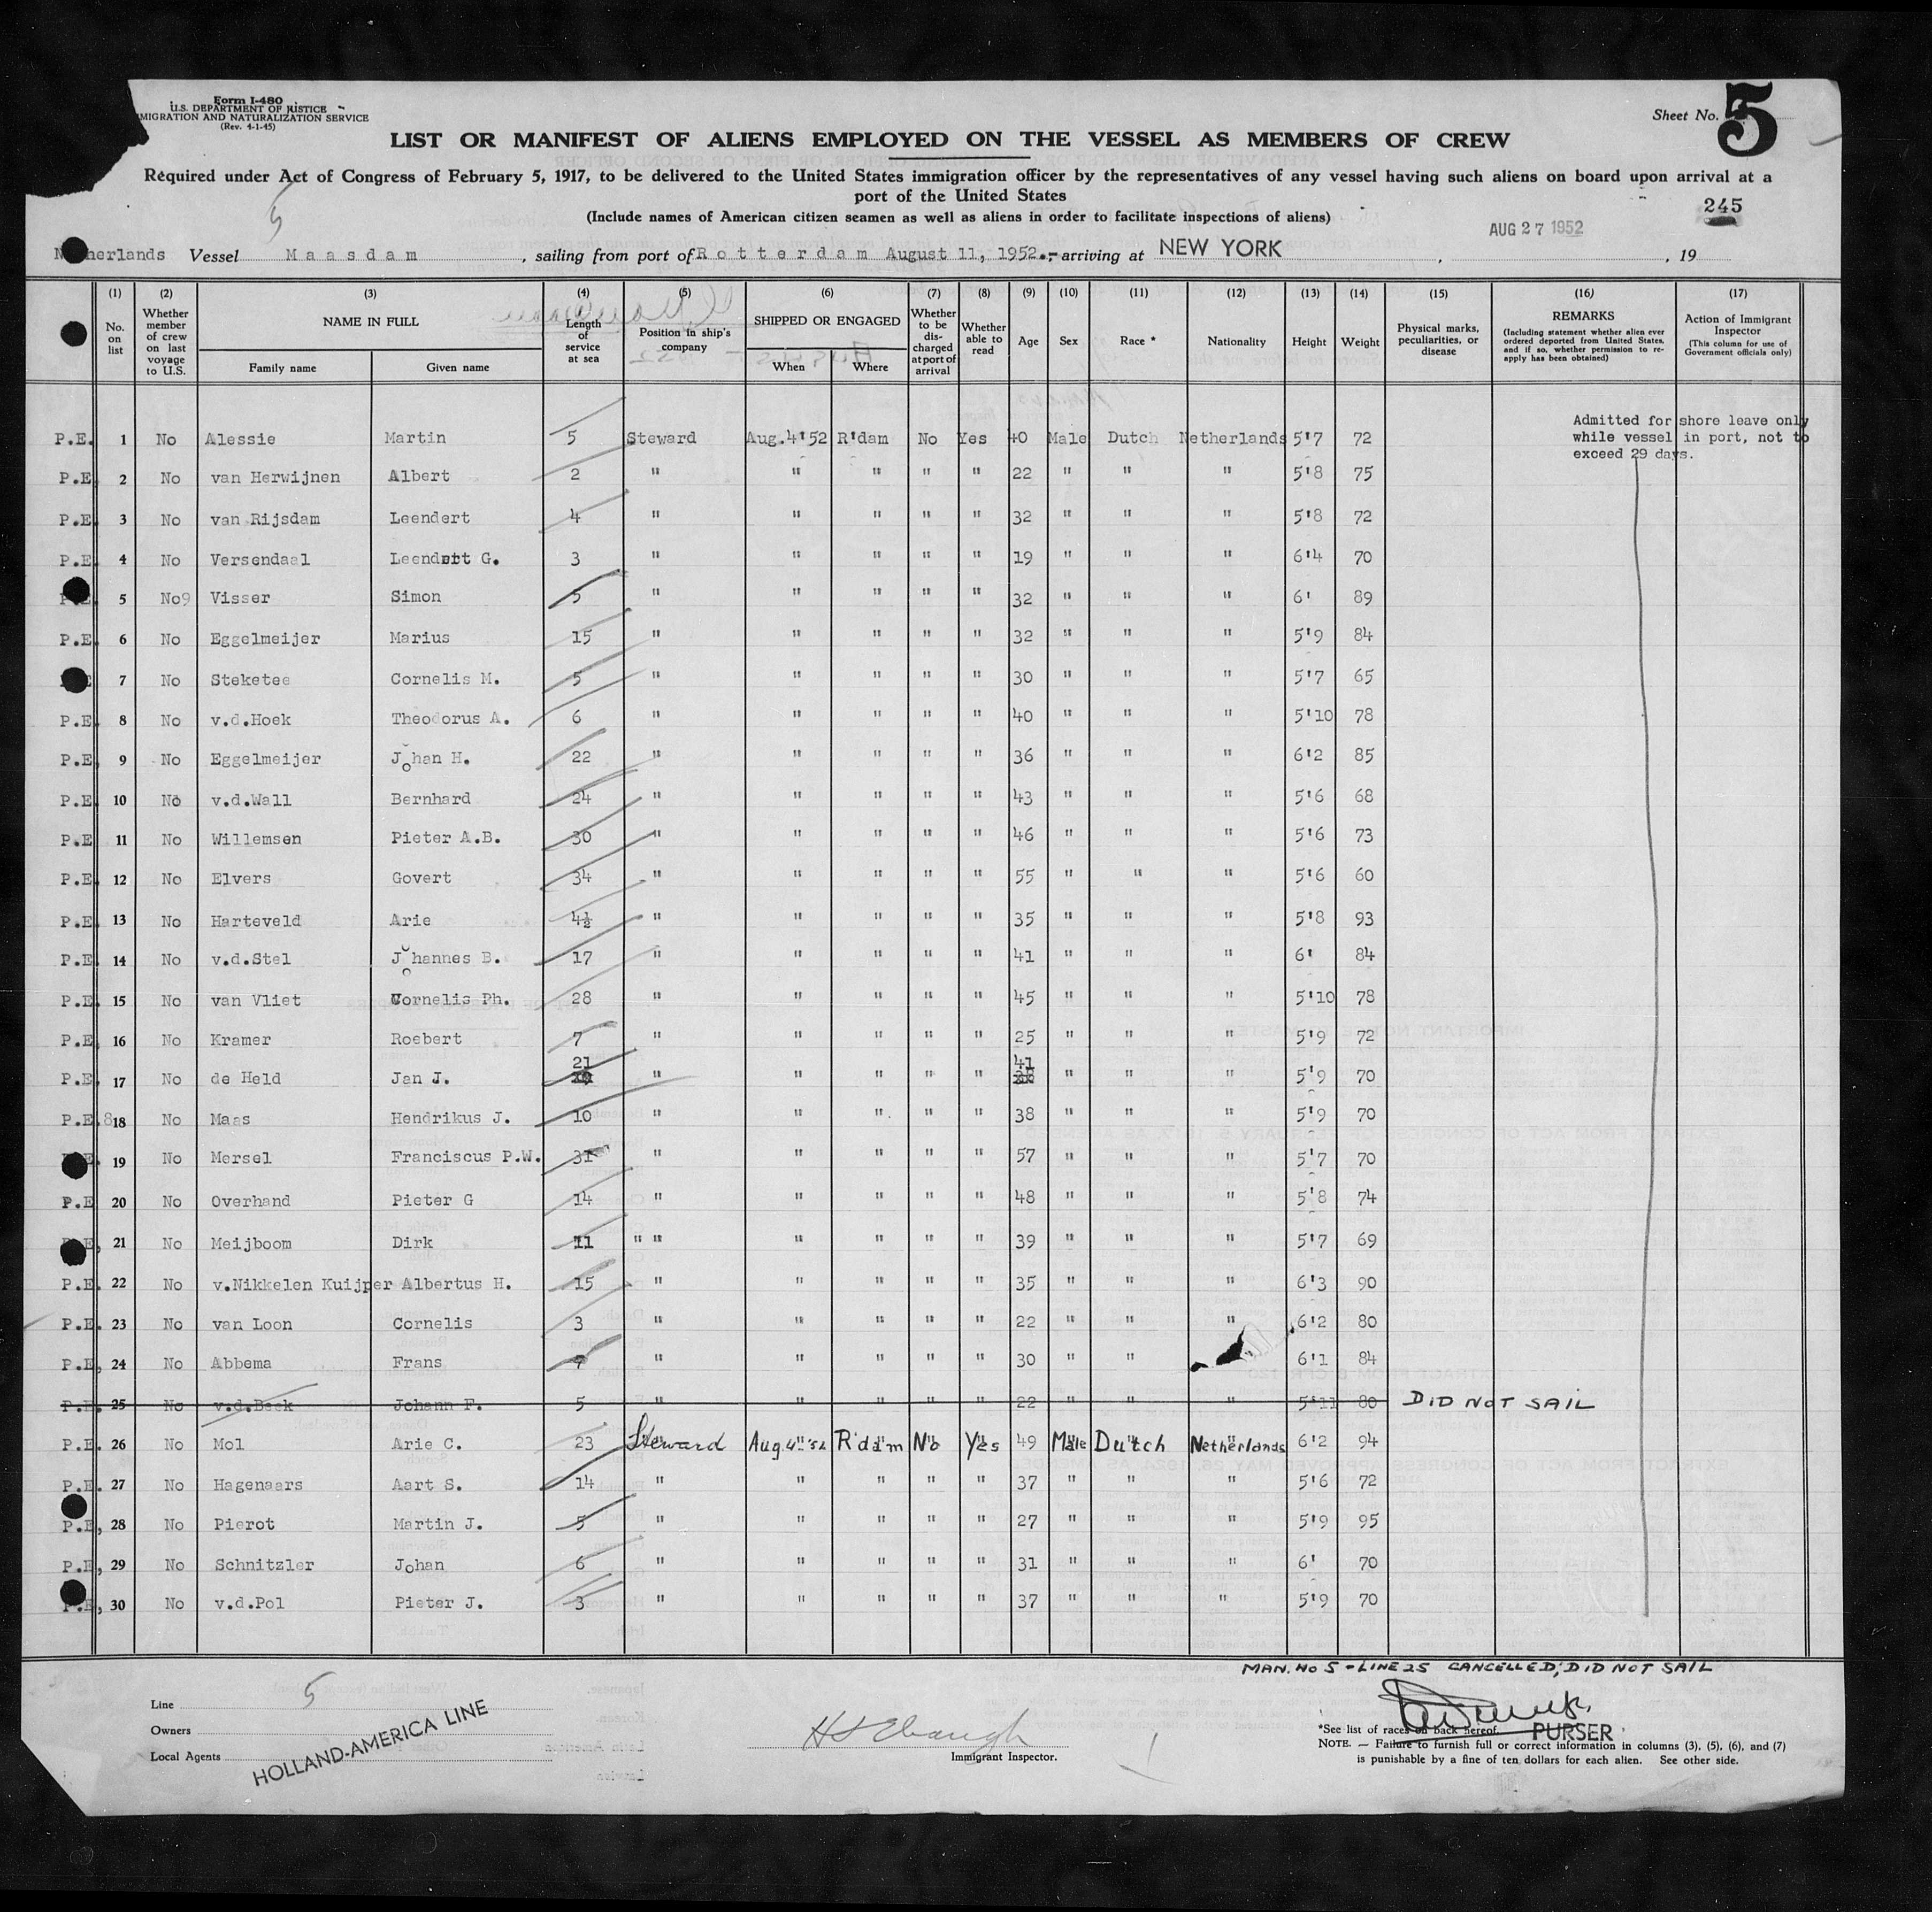 Form I-480
U.S. DEPARTMENT OF JUSTICE
IMMIGRATION AND NATURALIZATION SERVICE
(Rev. 4-1-45)
Sheet No. 5
LIST OR MANIFEST OF ALIENS EMPLOYED ON THE VESSEL AS MEMBERS OF CREW
Required under Act of Congress of February 5, 1917, to be delivered to the United States immigration officer by the representatives of any vessel having such aliens on board upon arrival at a
port of the United States
(Include names of American citizen seamen as well as aliens in order to facilitate inspections of aliens)
5
245
AUG 27 1952
Netherlands Vessel Maasdam, sailing from port of Rotterdam August 11, 1952.- arriving at NEW YORK, , 19
(1) No. on list (2) Whether member of crew on last voyage to U.S. (3) NAME IN FULL Family name Given name (4) Length of service at sea (5) Position in ship's company (6) SHIPPED OR ENGAGED When Where (7) Whether to be discharged at port of arrival (8) Whether able to read (9) Age (10) Sex (11) Race * (12) Nationality (13) Height (14) Weight (15) Physical marks, peculiarities, or disease (16) REMARKS (Including statement whether alien ever ordered deported from United States, and if so, whether permission to re-apply has been obtained) (17) Action of Immigrant Inspector (This column for use of Government officials only)
Admitted for shore leave only
while vessel in port, not to
exceed 29 days.
P.E. 1 No Alessie Martin 5 Steward Aug.4'52 R'dam No Yes 40 Male Dutch Netherlands 5'7 72
P.E. 2 No van Herwijnen Albert 2 " " " " " 22 " " " 5'8 75
P.E. 3 No van Rijsdam Leendert 4 " " " " " 32 " " " 5'8 72
P.E. 4 No Versendaal Leendert G. 3 " " " " " 19 " " " 6'4 70
P.E. 5 No9 Visser Simon 5 " " " " " 32 " " " 6' 89
P.E. 6 No Eggelmeijer Marius 15 " " " " " 32 " " " 5'9 84
7 No Steketee Cornelis M. 5 " " " " " 30 " " " 5'7 65
P.E. 8 No v.d.Hoek Theodorus A. 6 " " " " " 40 " " " 5'10 78
P.E. 9 No Eggelmeijer Johan H. 22 " " " " " 36 " " " 6'2 85
P.E. 10 No v.d.Wall Bernhard 24 " " " " " 43 " " " 5'6 68
P.E. 11 No Willemsen Pieter A.B. 30 " " " " " 46 " " " 5'6 73
P.E. 12 No Elvers Govert 34 " " " " " 55 " " " 5'6 60
P.E. 13 No Harteveld Arie 4½ " " " " " 35 " " " 5'8 93
P.E. 14 No v.d.Stel Johannes B. 17 " " " " " 41 " " " 6' 84
P.E. 15 No van Vliet Cornelis Ph. 28 " " " " " 45 " " " 5'10 78
P.E. 16 No Kramer Roebert 7 " " " " " 25 " " " 5'9 72
P.E. 17 No de Held Jan J. 21 " " " " " 41 " " " 5'9 70
P.E. 8 18 No Maas Hendrikus J. 10 " " " " " 38 " " " 5'9 70
19 No Mersel Franciscus P.W. 31 " " " " " 57 " " " 5'7 70
P.E. 20 No Overhand Pieter G 14 " " " " " 48 " " " 5'8 74
21 No Meijboom Dirk 11 " " " " " " 39 " " " 5'7 69
P.E. 22 No v.Nikkelen Kuijper Albertus H. 15 " " " " " 35 " " " 6'3 90
P.E. 23 No van Loon Cornelis 3 " " " " " 22 " " " 6'2 80
P.E, 24 No Abbema Frans " " " " " 30 " " 6'1 84
P.E. 25 No v.d.Beek Johann F. 5 " " " " " 22 " " " 5'11 80 DID NOT SAIL
P.E. 26 No Mol Arie C. 23 Steward Aug.4"52 R'dam No Yes 49 Male Dutch Netherlands 6'2 94
P.E. 27 No Hagenaars Aart S. 14 " " " " " 37 " " " 5'6 72
P.E, 28 No Pierot Martin J. 5 " " " " " 27 " " " 5'9 95
P.E, 29 No Schnitzler Johan 6 " " " " " 31 " " " 6' 70
P.E, 30 No v.d.Pol Pieter J. 3 " " " " " 37 " " " 5'9 70
MAN. No 5 - LINE 25 CANCELLED; DID NOT SAIL
Line 5
Owners
Local Agents
HOLLAND-AMERICA LINE
H S Ebaugh
Immigrant Inspector.
PURSER
*See list of races on back hereof.
NOTE. — Failure to furnish full or correct information in columns (3), (5), (6), and (7)
is punishable by a fine of ten dollars for each alien. See other side.